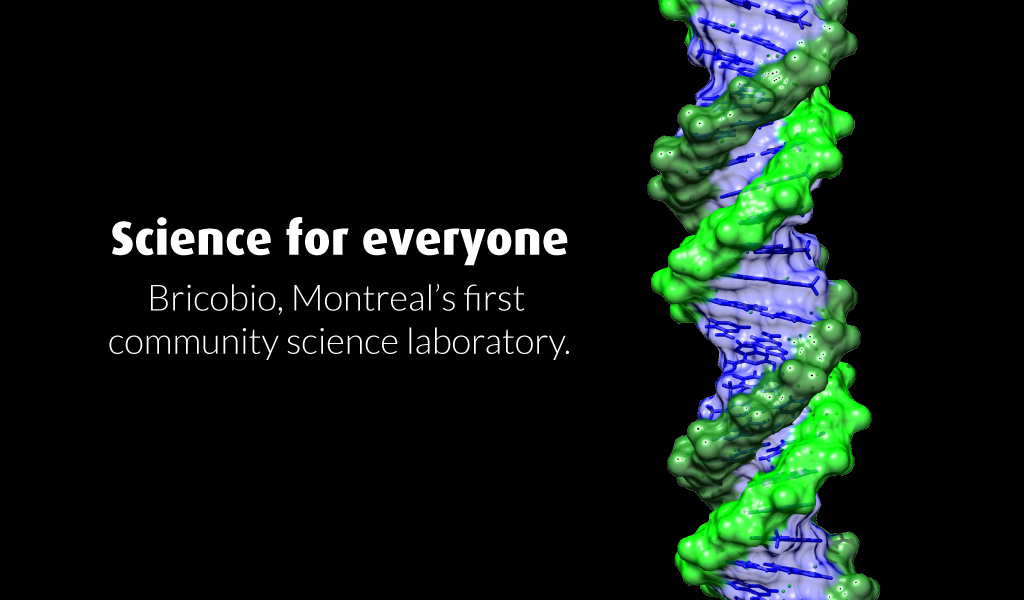 Science for everyone
Bricobio, Montreal’s first
community science laboratory.